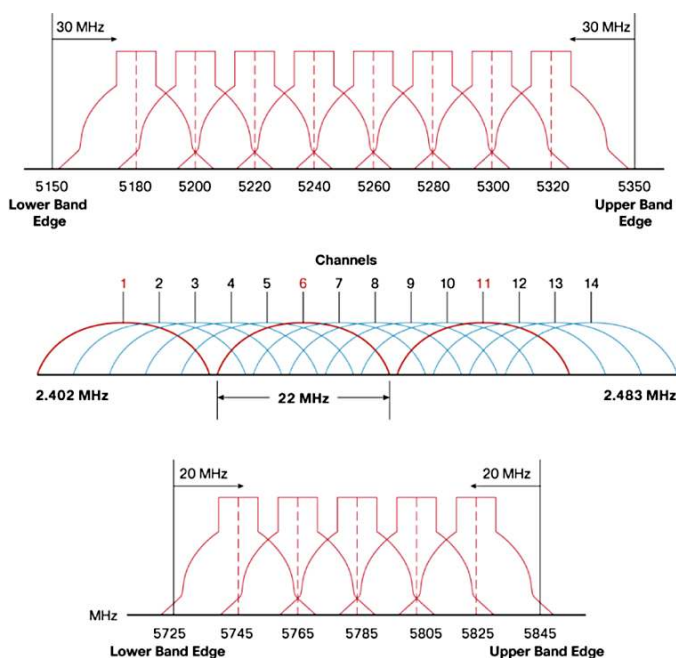 30 MHz 30 MHz
5150 5180 5200 5220 5240 5260 5280 5300 5320 5350
Lower Band Upper Band
Edge Edge
Channels
1 2 3 4 5 6 7 8 9 10 11 12 13 14
2.402 MHz 22 MHz 2.483 MHz
20 MHz 20 MHz
MHz
5725 5745 5765 5785 5805 5825 5845
Lower Band Edge Upper Band Edge